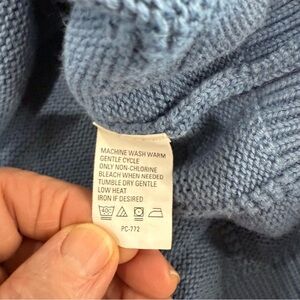 MACHINE WASH WARM
GENTLE CYCLE
ONLY NON-CHLORINE
BLEACH WHEN NEEDED
TUMBLE DRY GENTLE
LOW HEAT
IRON IF DESIRED
PC-772